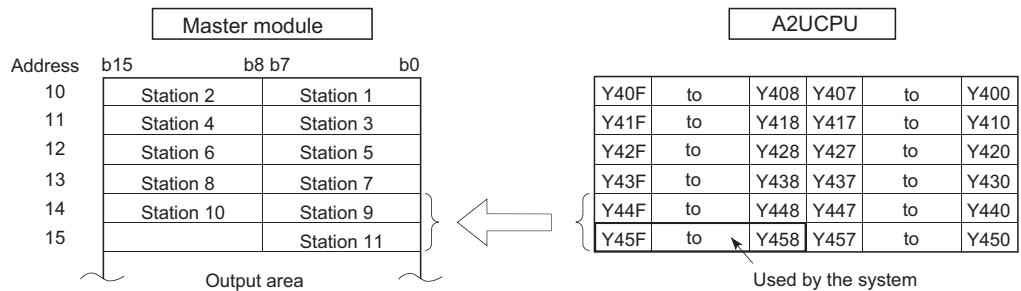 Master module
A2UCPU
Address b15 b8 b7 b0
10 Station 2 Station 1 Y40F to Y408 Y407 to Y400
11 Station 4 Station 3 Y41F to Y418 Y417 to Y410
12 Station 6 Station 5 Y42F to Y428 Y427 to Y420
13 Station 8 Station 7 Y43F to Y438 Y437 to Y430
14 Station 10 Station 9 Y44F to Y448 Y447 to Y440
15 Station 11 Y45F to Y458 Y457 to Y450
Output area
Used by the system